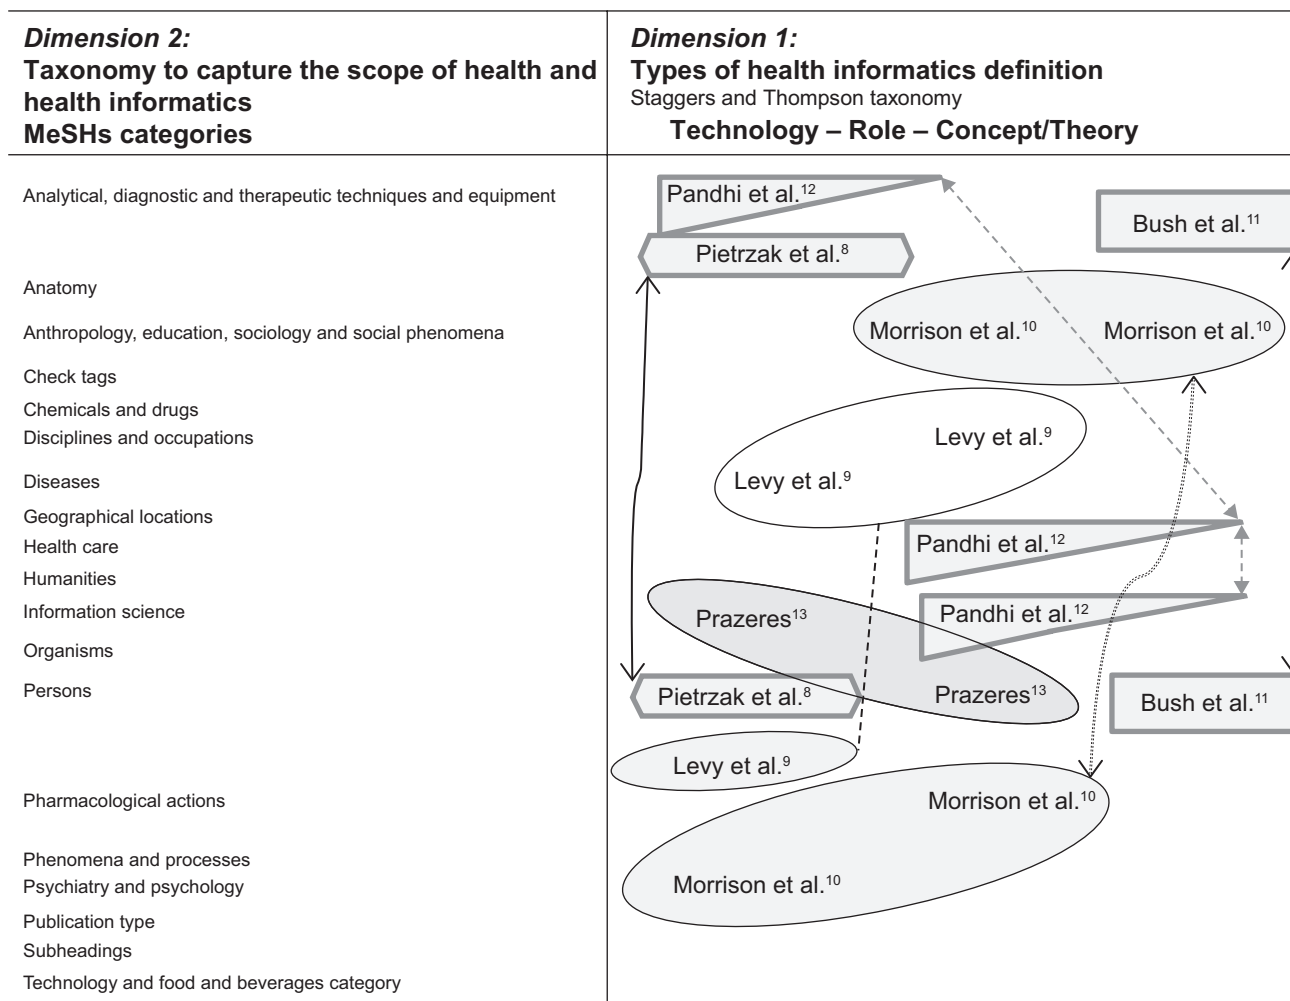 Dimension 2:
Taxonomy to capture the scope of health and
health informatics
MeSHs categories
Dimension 1:
Types of health informatics definition
Staggers and Thompson taxonomy
Technology – Role – Concept/Theory
Analytical, diagnostic and therapeutic techniques and equipment
Anatomy
Anthropology, education, sociology and social phenomena
Check tags
Chemicals and drugs
Disciplines and occupations
Diseases
Geographical locations
Health care
Humanities
Information science
Organisms
Persons
Pharmacological actions
Phenomena and processes
Psychiatry and psychology
Publication type
Subheadings
Technology and food and beverages category
Pandhi et al.12
Bush et al.11
Pietrzak et al.8
Morrison et al.10 Morrison et al.10
Levy et al.9
Levy et al.9
Pandhi et al.12
Pandhi et al.12
Prazeres13
Prazeres13
Pietrzak et al.8
Bush et al.11
Levy et al.9
Morrison et al.10
Morrison et al.10